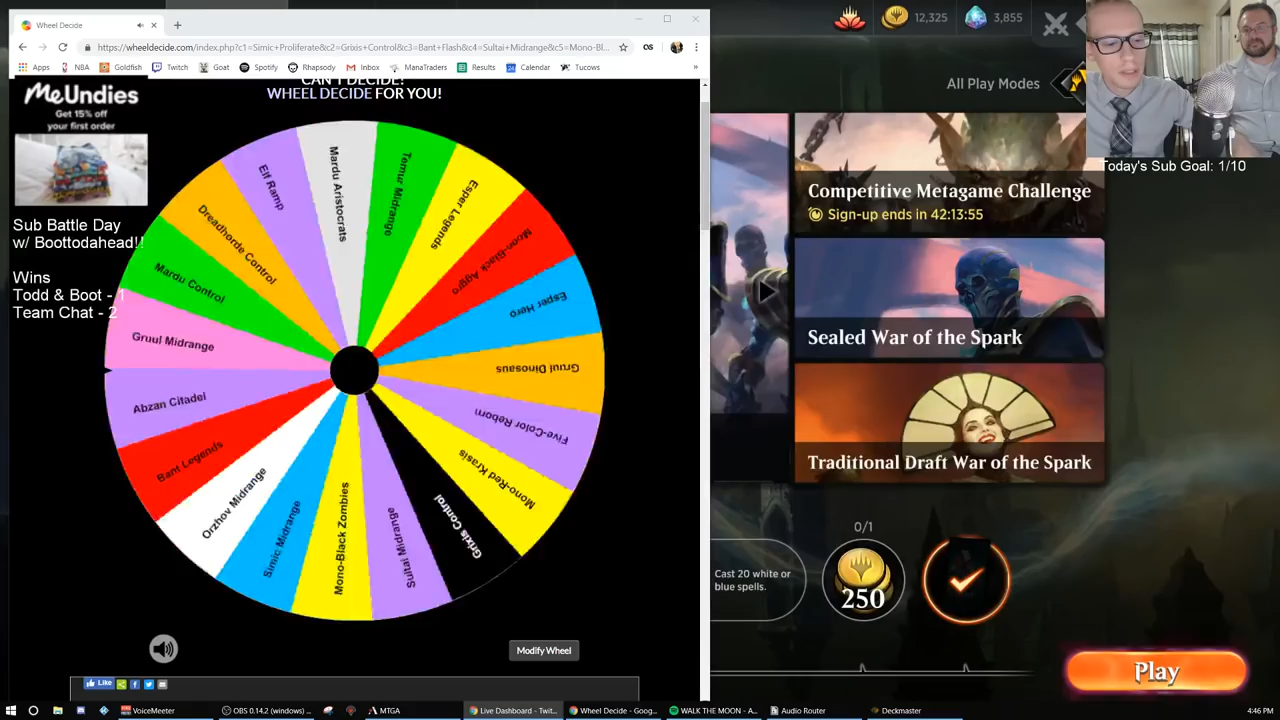 Wheel Decide
https://wheeldecide.com/index.php?c1=Simic+Proliferate&c2=Grixis+Control&c3=Bant+Flash&c4=Sultai+Midrange&c5=Mono-Bl...
Apps
NBA
Goldfish
Twitch
Goat
Spotify
Rhapsody
Inbox
ManaTraders
Results
Calendar
Tucows
»
CAN'T DECIDE?
WHEEL DECIDE FOR YOU!
MeUndies
Get 15% off
your first order
Sub Battle Day
w/ Boottodahead!!
Wins
Todd & Boot - 1
Team Chat - 2
Mardu Aristocrats
Temur Midrange
Esper Legends
Moon-Black Aggro
Esper Hero
Gruul Dinosaus
Five-Color Reborn
Mono-Red Krasis
Grixis Control
Sultai Midrange
Mono-Black Zombies
Simic Midrange
Orzhov Midrange
Bant Legends
Abzan Citadel
Gruul Midrange
Mardu Control
Dreadhorde Control
Elf Ramp
Modify Wheel
Like
12,325
3,855
All Play Modes
Today's Sub Goal: 1/10
Competitive Metagame Challenge
Sign-up ends in 42:13:55
Sealed War of the Spark
Traditional Draft War of the Spark
Cast 20 white or
blue spells.
0/1
250
Play
VoiceMeeter
OBS 0.14.2 (windows) ...
MTGA
Live Dashboard - Twit...
Wheel Decide - Goog...
WALK THE MOON - A...
Audio Router
Deckmaster
4:46 PM